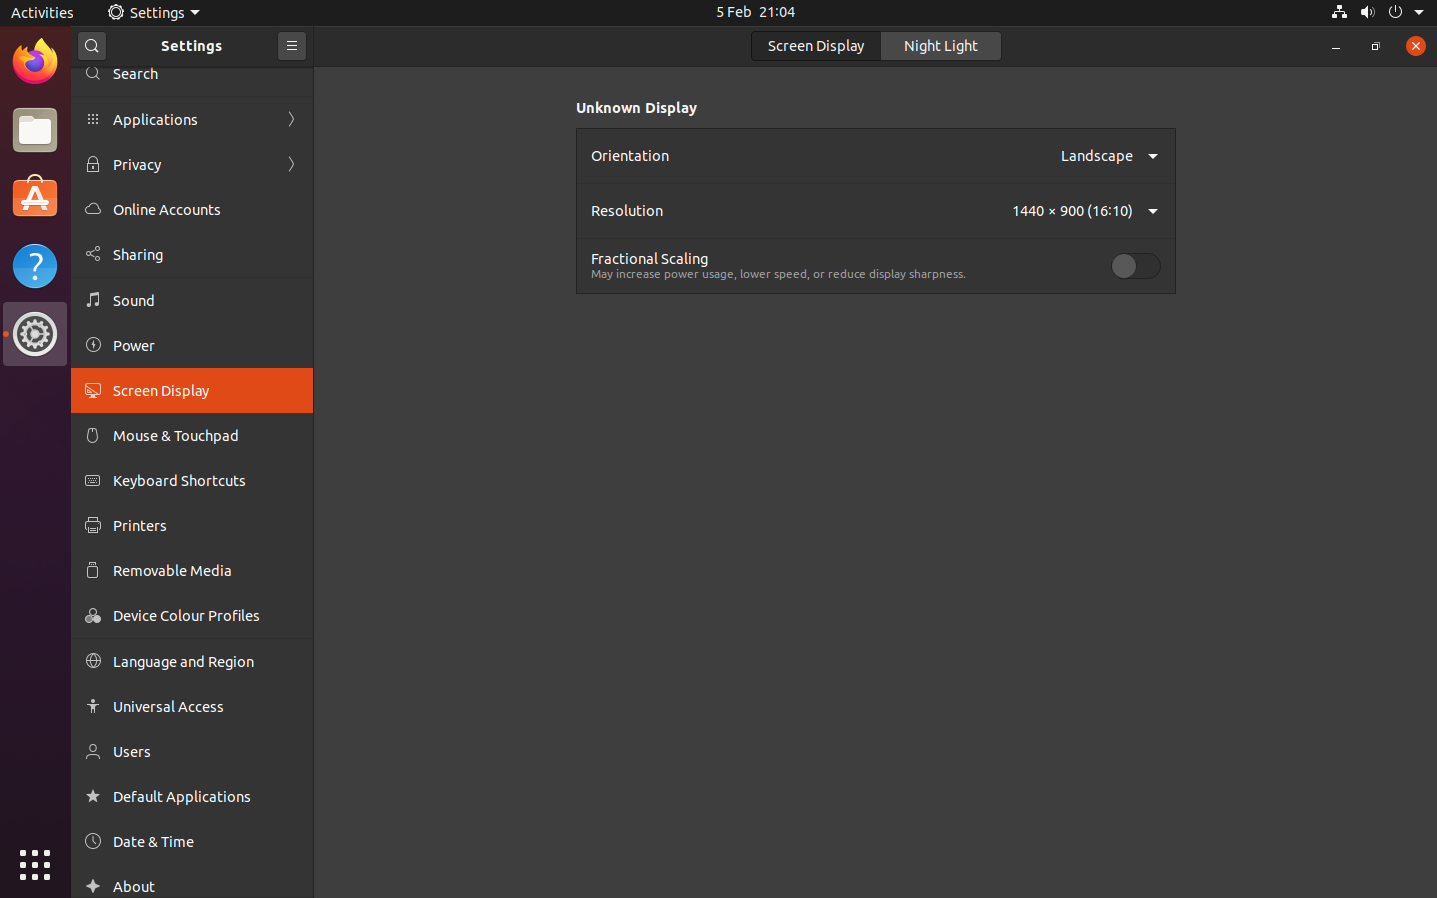 Activities
Settings
5 Feb 21:04
Settings
Screen Display
Night Light
Search
Applications
Privacy
Online Accounts
Sharing
Sound
Power
Screen Display
Mouse & Touchpad
Keyboard Shortcuts
Printers
Removable Media
Device Colour Profiles
Language and Region
Universal Access
Users
Default Applications
Date & Time
About
Unknown Display
Orientation
Landscape
Resolution
1440 × 900 (16:10)
Fractional Scaling
May increase power usage, lower speed, or reduce display sharpness.